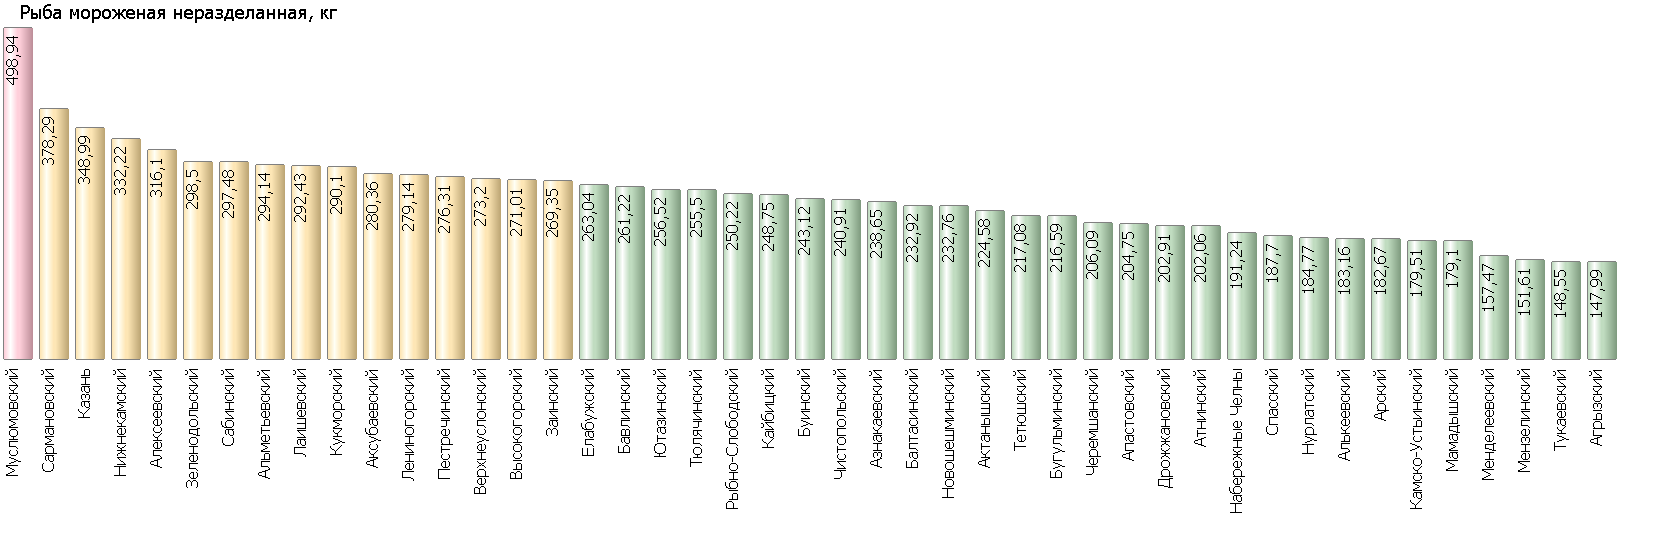 Рыба мороженая неразделанная, кг
498,94
378,29
348,99
332,22
316,1
298,5
297,48
294,14
292,43
290,1
280,36
279,14
276,31
273,2
271,01
269,35
263,04
261,22
256,52
255,5
250,22
248,75
243,12
240,91
238,65
232,92
232,76
224,58
217,08
216,59
206,09
204,75
202,91
202,06
191,24
187,7
184,77
183,16
182,67
179,51
179,1
157,47
151,61
148,55
147,99
Муслюмовский
Сармановский
Казань
Нижнекамский
Алексеевский
Зеленодольский
Сабинский
Альметьевский
Лаишевский
Кукморский
Аксубаевский
Лениногорский
Пестречинский
Верхнеуслонский
Высокогорский
Заинский
Елабужский
Бавлинский
Ютазинский
Тюлячинский
Рыбно-Слободский
Кайбицкий
Буинский
Чистопольский
Азнакаевский
Балтасинский
Новошешминский
Актанышский
Тетюшский
Бугульминский
Черемшанский
Апастовский
Дрожжановский
Атнинский
Набережные Челны
Спасский
Нурлатский
Алькеевский
Арский
Камско-Устьинский
Мамадышский
Менделеевский
Мензелинский
Тукаевский
Агрызский